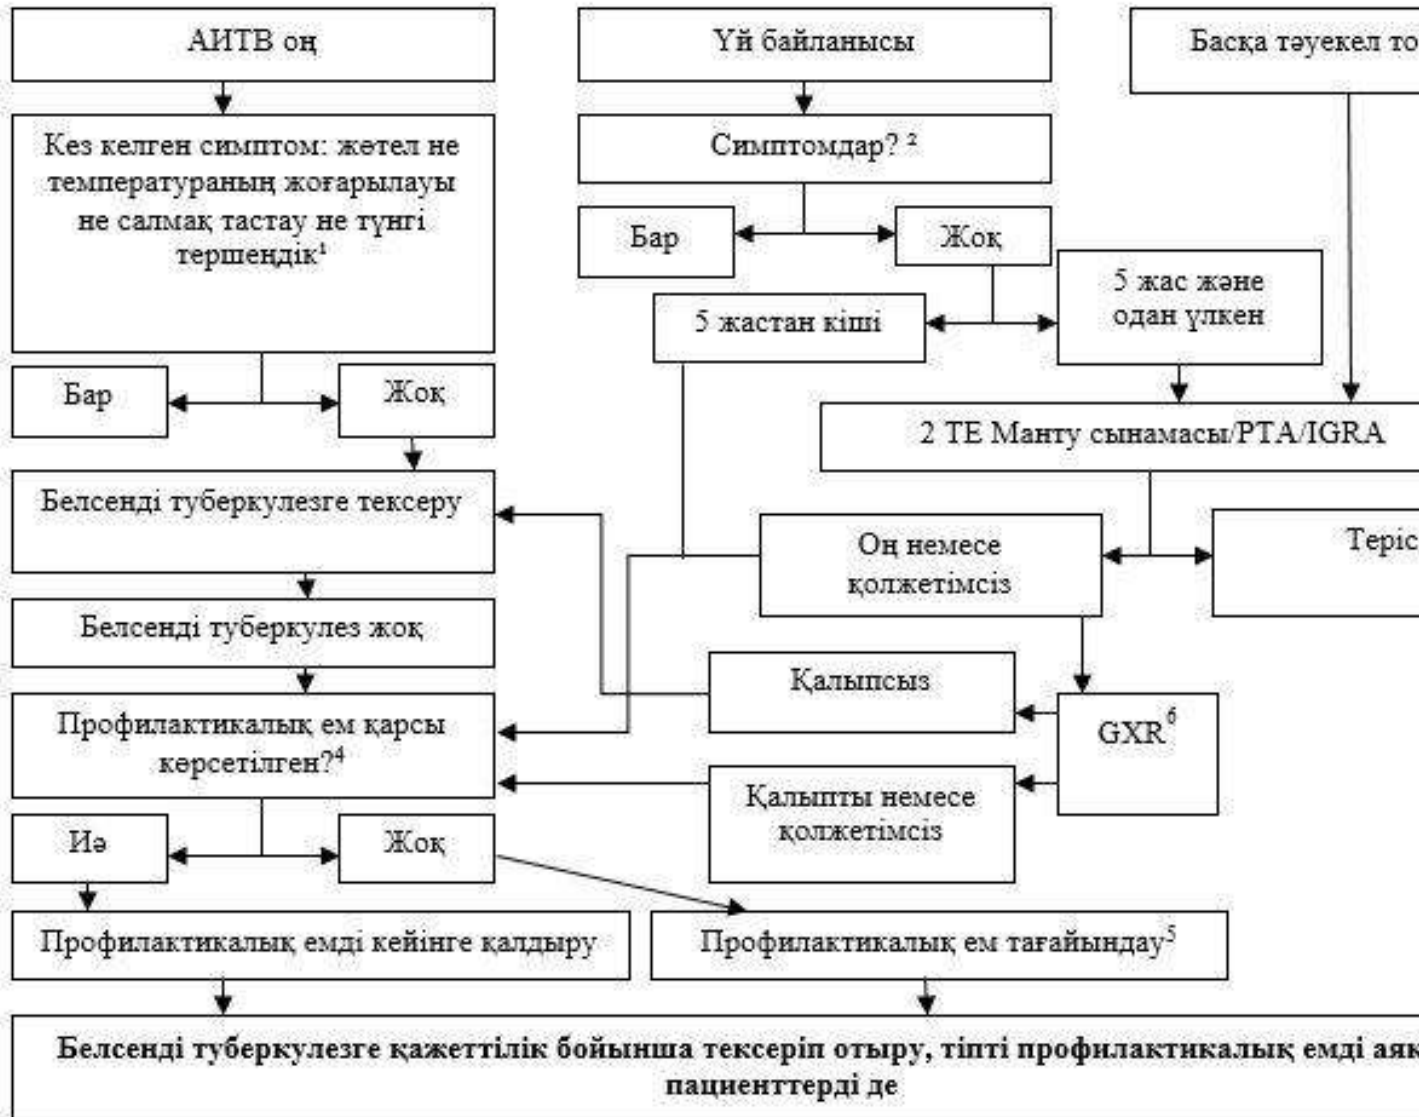 АИТВ оң
Үй байланысы
Басқа тәуекел
Кез келген симптом: жөтел не
температураның жоғарылауы
не салмақ тастау не түнгі
тершеңдік¹
Симптомдар? ²
Бар
Жоқ
5 жастан кіші
5 жас және
одан үлкен
Бар
Жоқ
2 ТЕ Манту сынамасы/РТА/IGRA
Белсенді туберкулезге тексеру
Оң немесе
қолжетімсіз
Теріс
Белсенді туберкулез жоқ
Қалыпсыз
GXR⁶
Профилактикалық ем қарсы
көрсетілген?⁴
Қалыпты немесе
қолжетімсіз
Иә
Жоқ
Профилактикалық емді кейінге қалдыру
Профилактикалық ем тағайындау⁵
Белсенді туберкулезге қажеттілік бойынша тексеріп отыру, тіпті профилактикалық емді
пациенттерді де